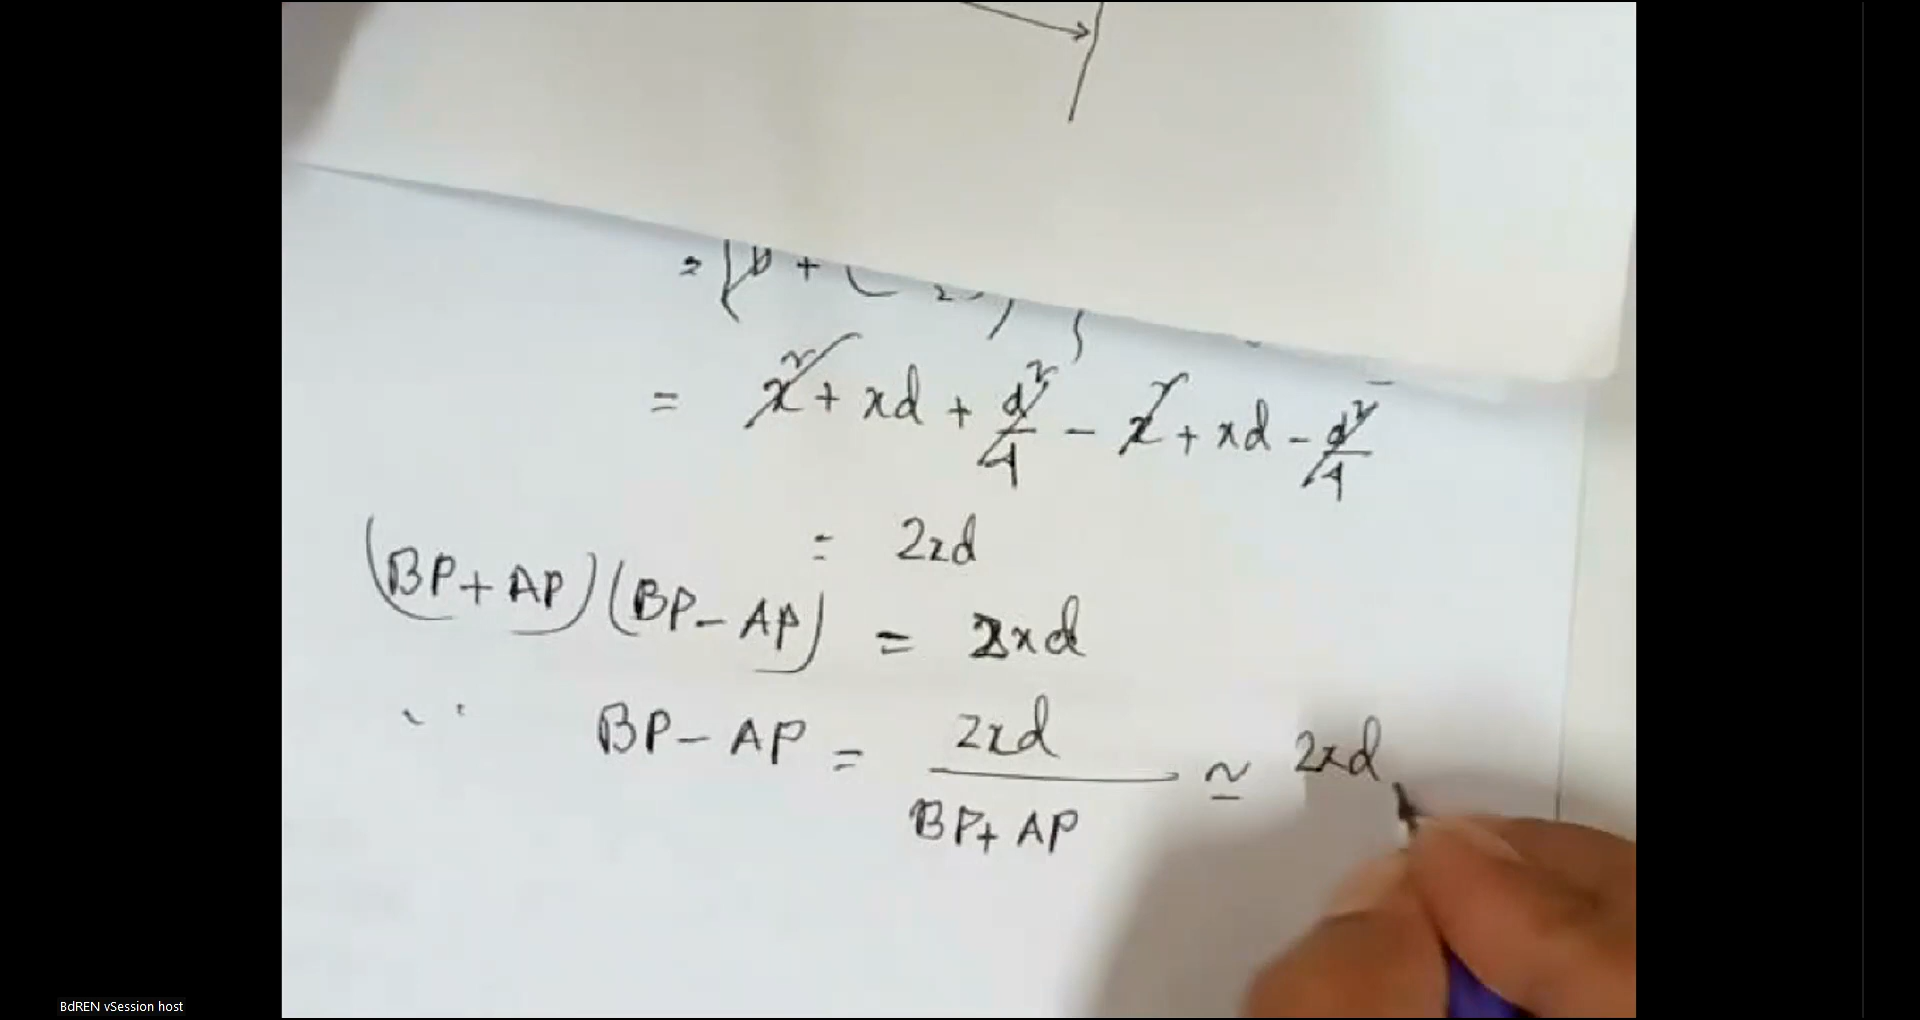 = x² + xd + d²/4 - x² + xd - d²/4
= 2xd
(BP + AP) (BP - AP) = 2xd
BP - AP = 2xd / BP + AP ≃ 2xd
BdREN vSession host